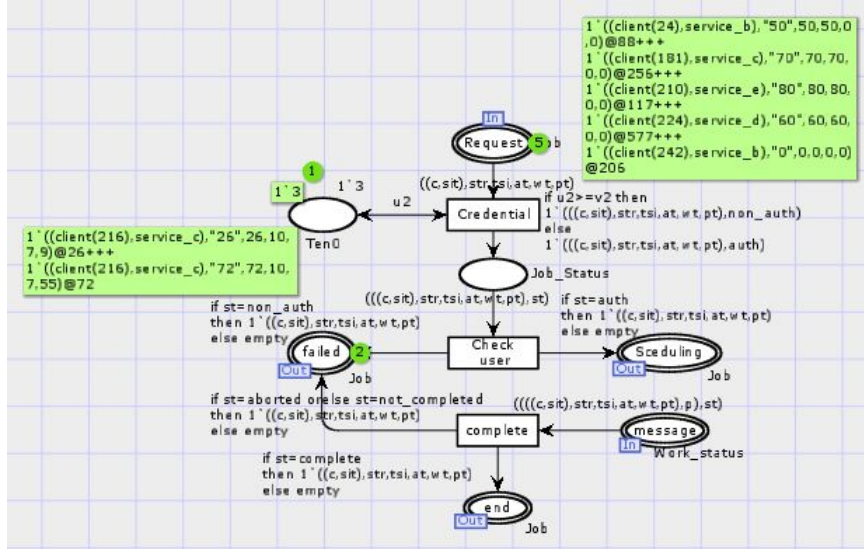 1`((client(24),service_b),"50",50,50,0
,0)@88+++
1`((client(181),service_c),"70",70,70,
0,0)@256+++
1`((client(210),service_e),"80",80,80,
0,0)@117+++
1`((client(224),service_d),"60",60,60,
0,0)@577+++
1`((client(242),service_b),"0",0,0,0,0)
@206
In
Request
5
Job
1
1`3
1`3
u2
Ten0
((c,sit),str,tsi,at,wt,pt)
Credential
if u2>=v2 then
1`(((c,sit),str,tsi,at,wt,pt),non_auth)
else
1`(((c,sit),str,tsi,at,wt,pt),auth)
1`((client(216),service_c),"26",26,10,
7,9)@26+++
1`((client(216),service_c),"72",72,10,
7,55)@72
Job_Status
(((c,sit),str,tsi,at,wt,pt),st)
if st=non_auth
then 1`((c,sit),str,tsi,at,wt,pt)
else empty
if st=auth
then 1`((c,sit),str,tsi,at,wt,pt)
else empty
failed
2
Out
Job
Check
user
Sceduling
Out
Job
if st=aborted orelse st=not_completed
then 1`((c,sit),str,tsi,at,wt,pt)
else empty
((((c,sit),str,tsi,at,wt,pt),p),st)
complete
message
In
Work_status
if st=complete
then 1`((c,sit),str,tsi,at,wt,pt)
else empty
end
Out
Job